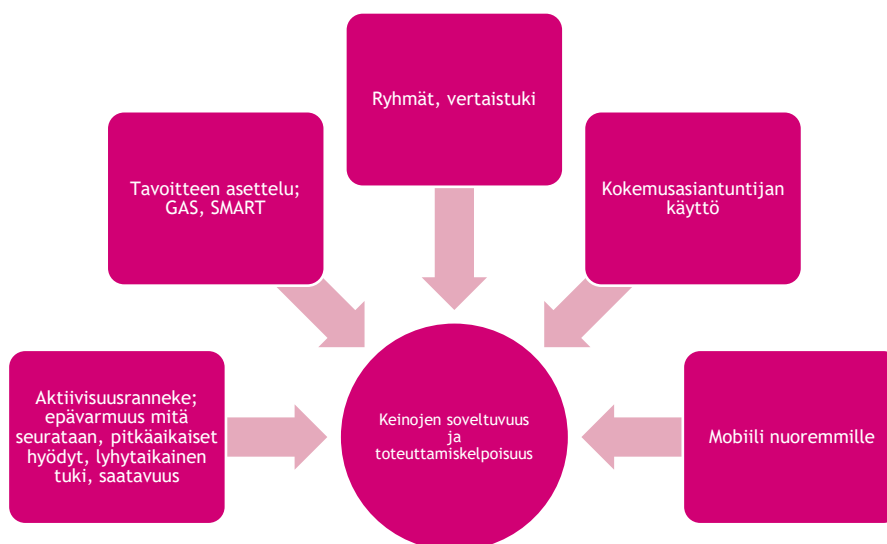 Ryhmät, vertaistuki
Tavoitteen asettelu;
GAS, SMART
Kokemusasiantuntijan
käyttö
Aktiivisuusranneke;
epävarmuus mitä
seurataan, pitkäaikaiset
hyödyt, lyhytaikainen
tuki, saatavuus
Keinojen soveltuvuus
ja
toteuttamiskelpoisuus
Mobiili nuoremmille